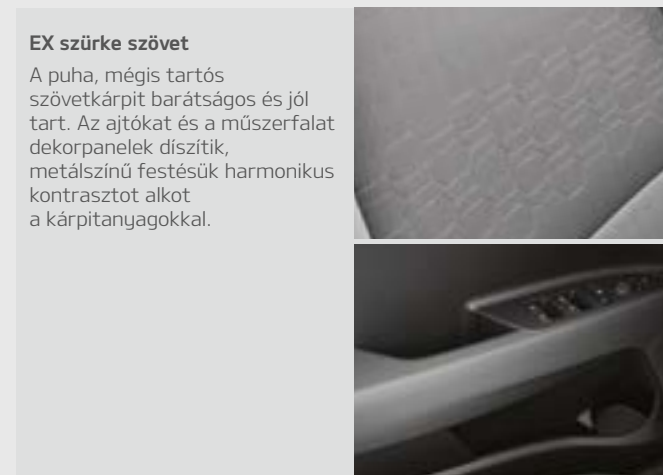 EX szürke szövet
A puha, mégis tartós
szövetkárpit barátságos és jól
tart. Az ajtókat és a műszerfalat
dekorpanelek díszítik,
metálszínű festésük harmonikus
kontrasztot alkot
a kárpitanyagokkal.